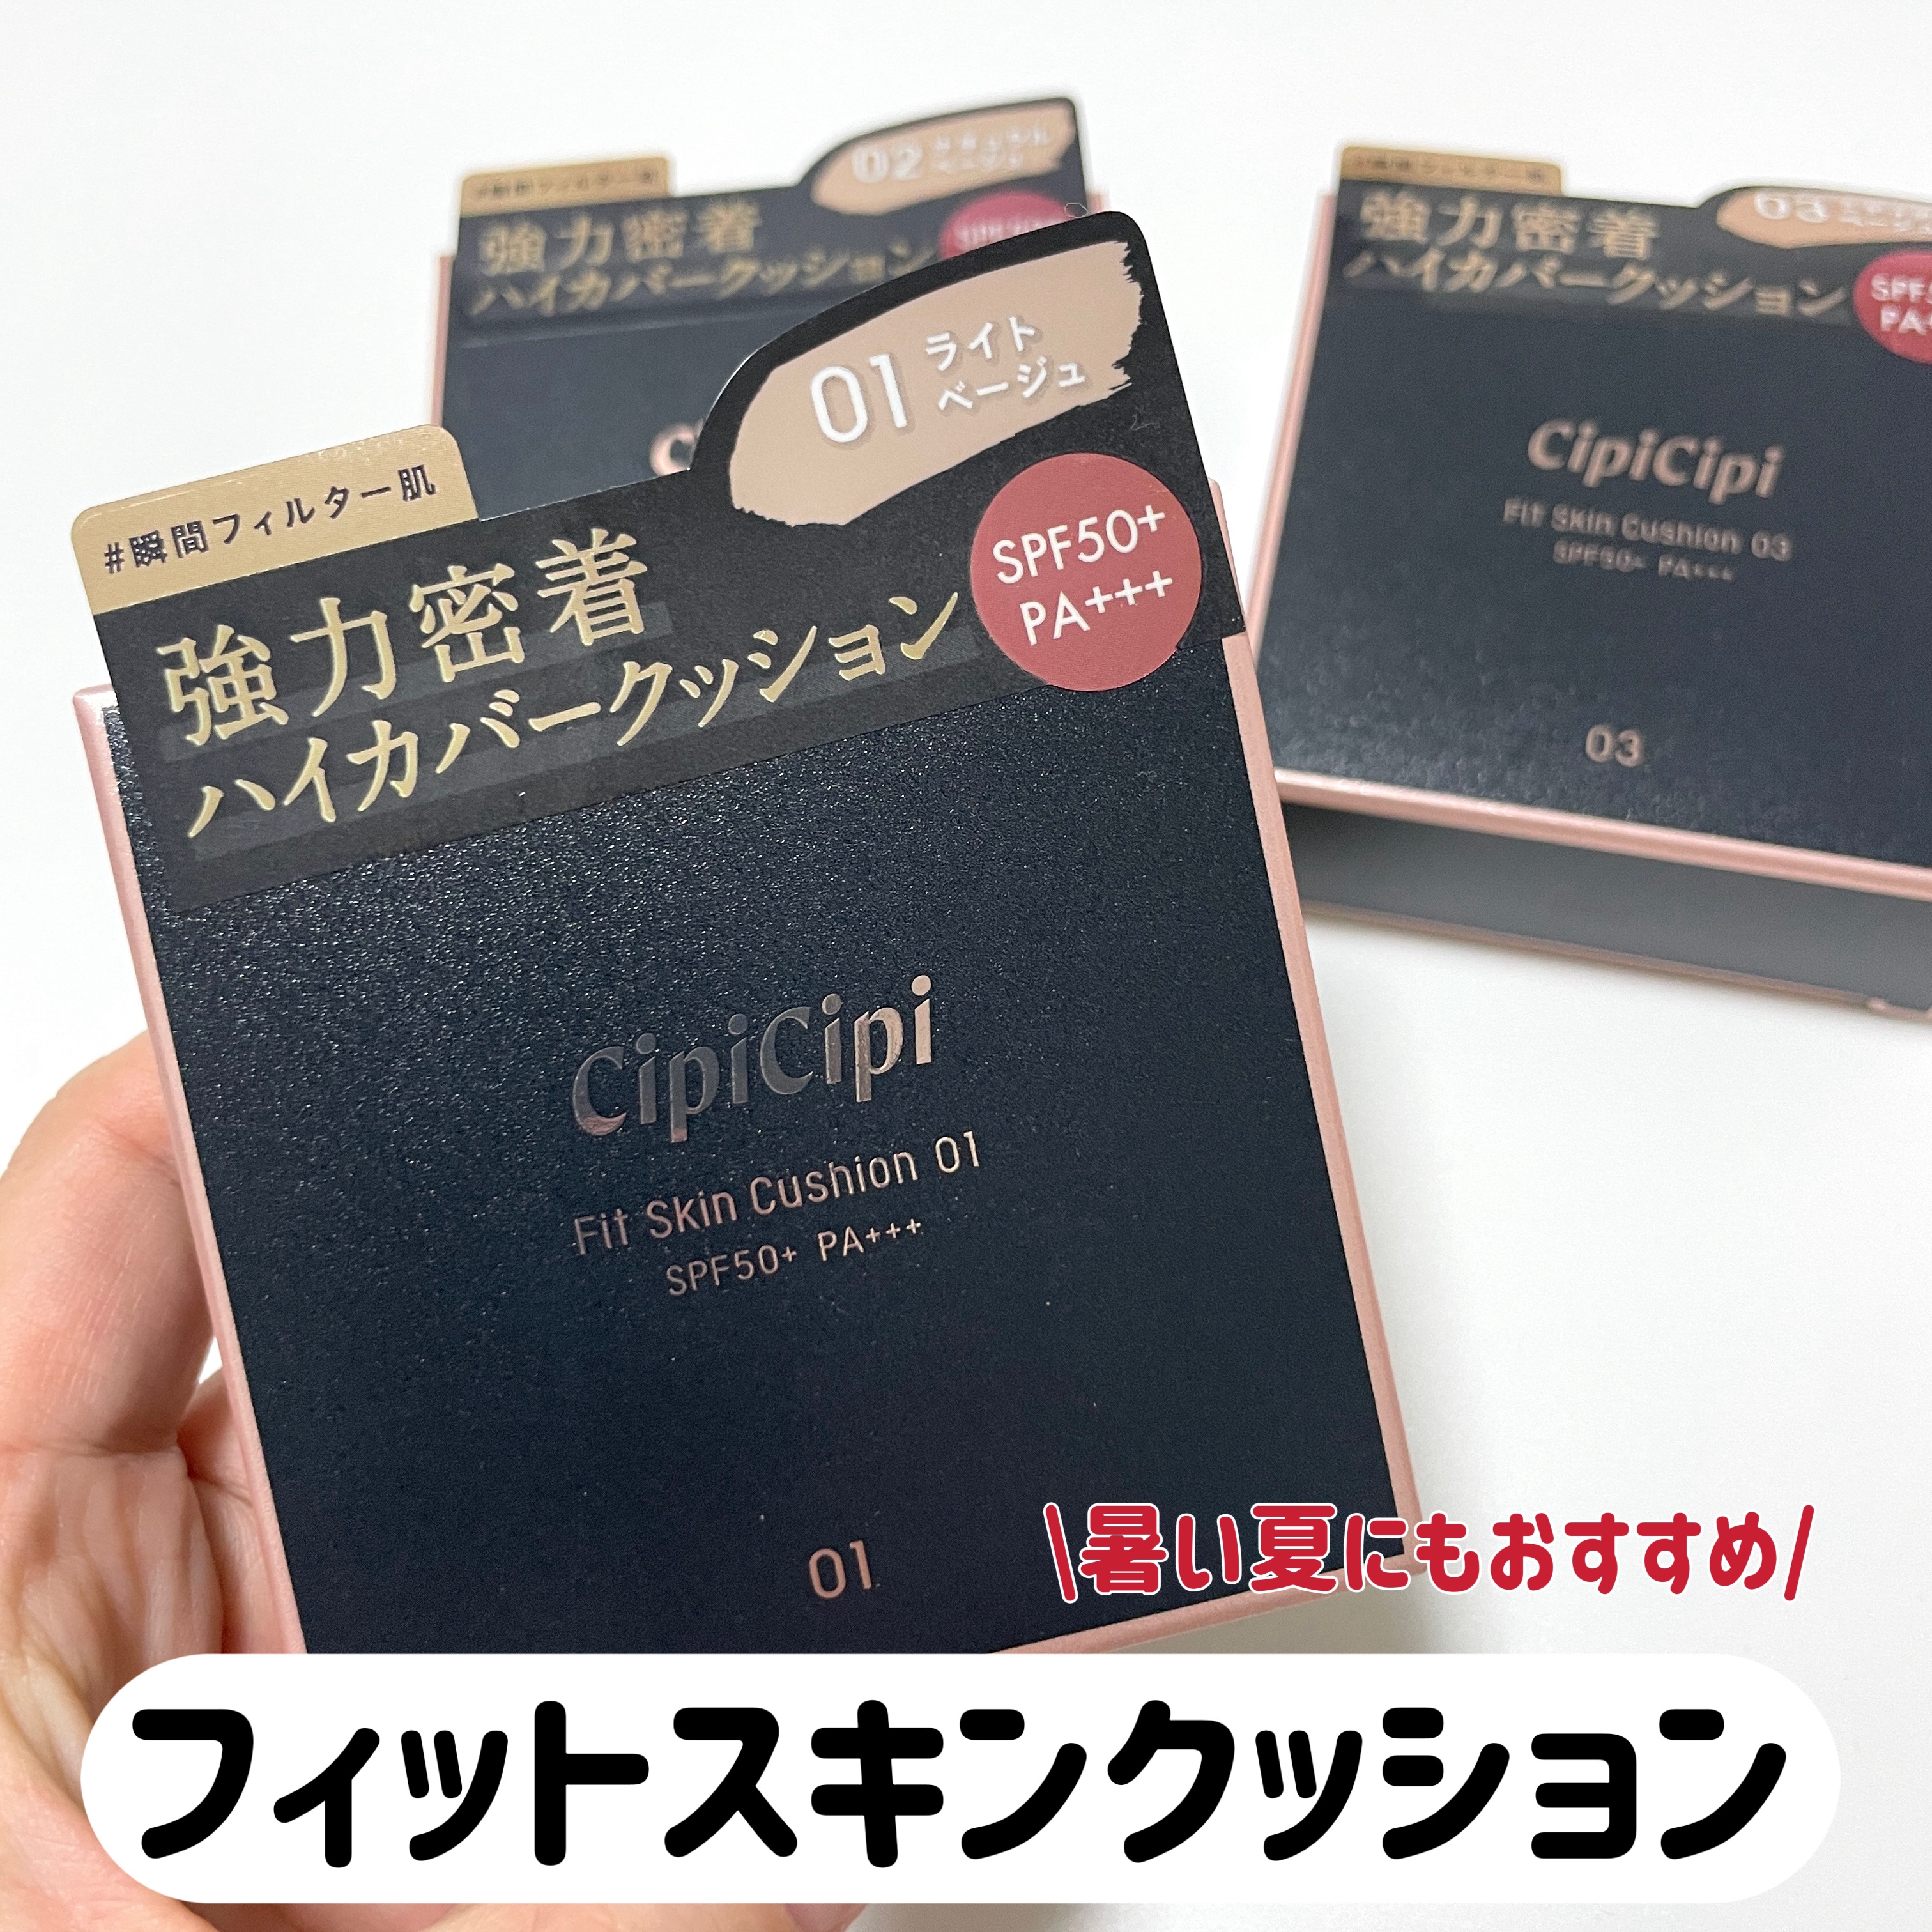 02
強力密着
ハイカバークッション
#瞬間フィルター肌
01 ライト
ベージュ
強力密着
ハイカバークッション
SPF50+
PA+++
CipiCipi
Fit Skin Cushion 01
SPF50+ PA+++
01
03
強力密着
ハイカバークッション
CipiCipi
Fit Skin Cushion 03
SPF50+ PA+++
03
\暑い夏にもおすすめ/
フィットスキンクッション